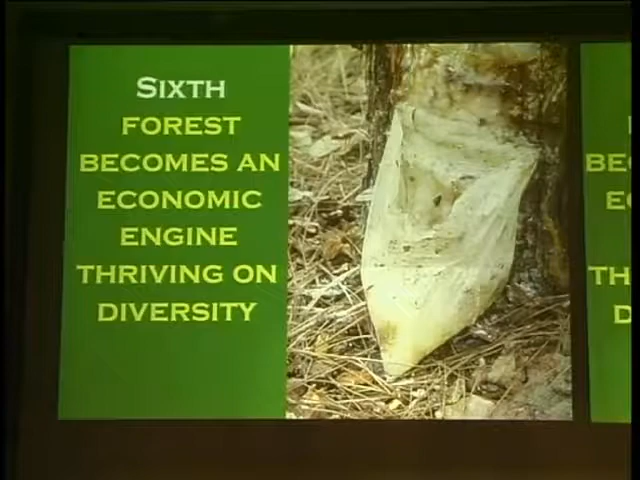 SIXTH
FOREST
BECOMES AN
ECONOMIC
ENGINE
THRIVING ON
DIVERSITY